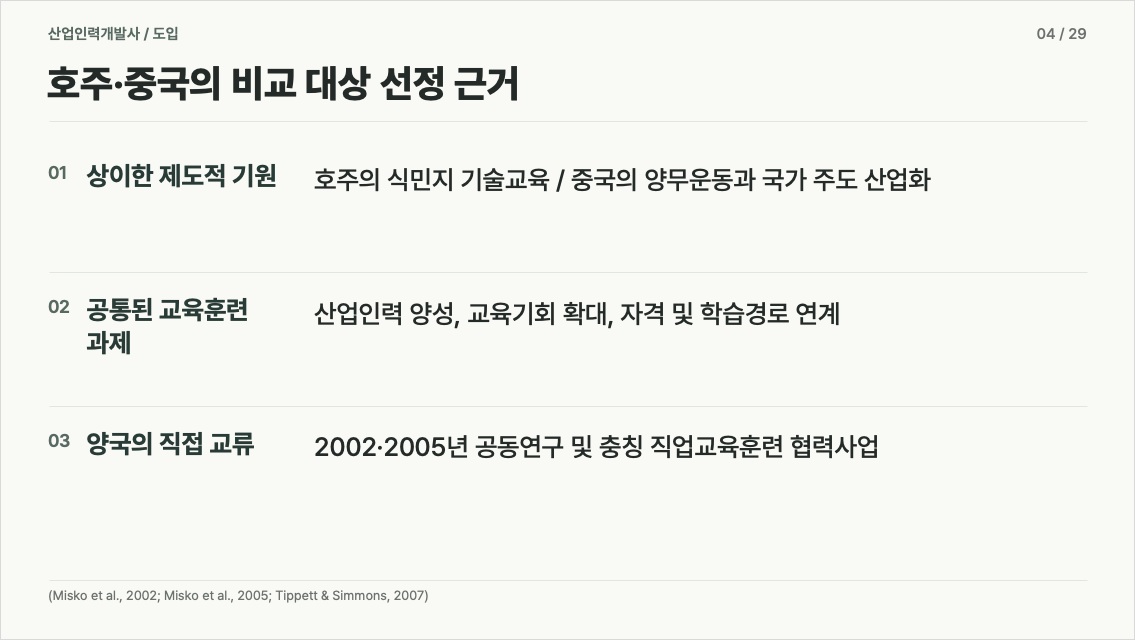 산업인력개발사 / 도입
04 / 29
호주·중국의 비교 대상 선정 근거
01 상이한 제도적 기원 호주의 식민지 기술교육 / 중국의 양무운동과 국가 주도 산업화
02 공통된 교육훈련 과제 산업인력 양성, 교육기회 확대, 자격 및 학습경로 연계
03 양국의 직접 교류 2002·2005년 공동연구 및 충칭 직업교육훈련 협력사업
(Misko et al., 2002; Misko et al., 2005; Tippett & Simmons, 2007)